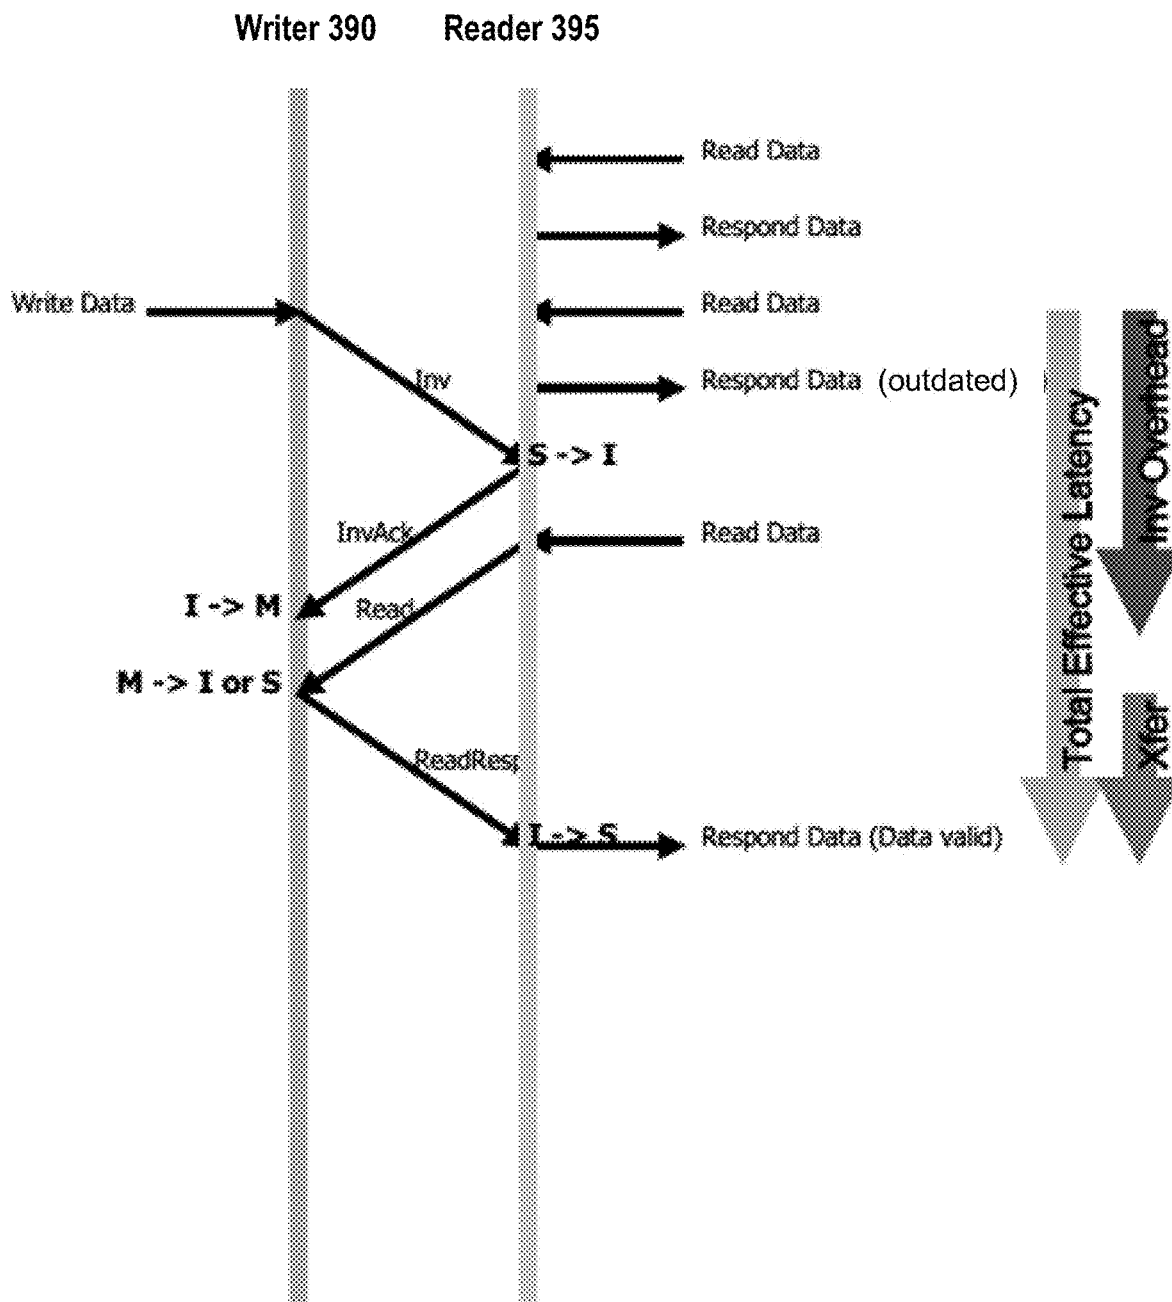 Writer 390 Reader 395
Read Data
Respond Data
Write Data
Read Data
Inv
Respond Data (outdated)
S -> I
InvAck
Read Data
I -> M
Read
M -> I or S
ReadResp
I -> S
Respond Data (Data valid)
Total Effective Latency
Inv Overhead
Xfer